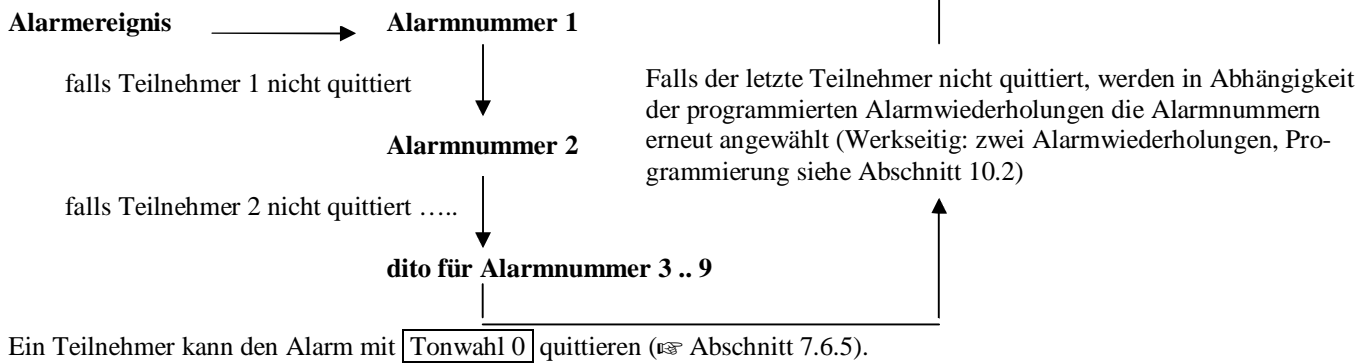 Alarmereignis Alarmnummer 1
falls Teilnehmer 1 nicht quittiert
Alarmnummer 2
falls Teilnehmer 2 nicht quittiert …..
dito für Alarmnummer 3 .. 9
Falls der letzte Teilnehmer nicht quittiert, werden in Abhängigkeit
der programmierten Alarmwiederholungen die Alarmnummern
erneut angewählt (Werkseitig: zwei Alarmwiederholungen, Pro-
grammierung siehe Abschnitt 10.2)
Ein Teilnehmer kann den Alarm mit Tonwahl 0 quittieren (☞ Abschnitt 7.6.5).